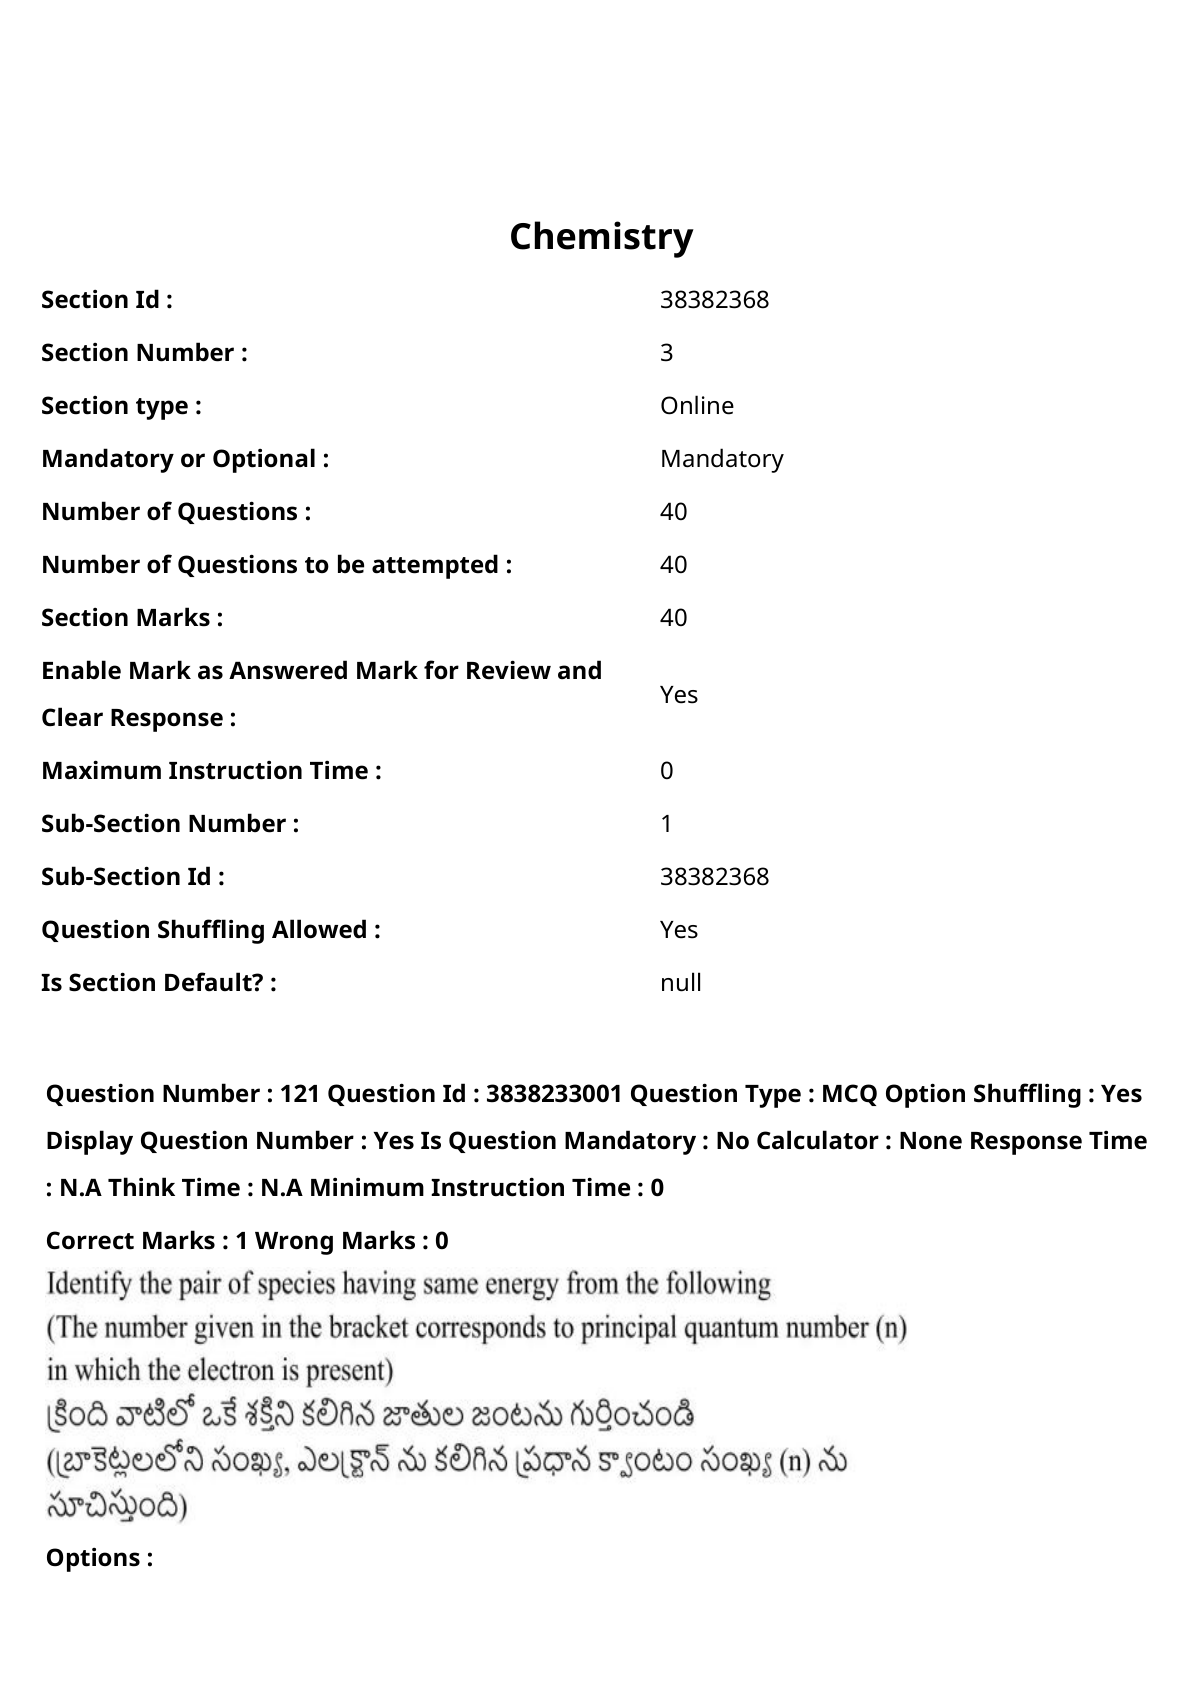 Chemistry
Section Id : 38382368
Section Number : 3
Section type : Online
Mandatory or Optional : Mandatory
Number of Questions : 40
Number of Questions to be attempted : 40
Section Marks : 40
Enable Mark as Answered Mark for Review and
Clear Response : Yes
Maximum Instruction Time : 0
Sub-Section Number : 1
Sub-Section Id : 38382368
Question Shuffling Allowed : Yes
Is Section Default? : null
Question Number : 121 Question Id : 3838233001 Question Type : MCQ Option Shuffling : Yes
Display Question Number : Yes Is Question Mandatory : No Calculator : None Response Time
: N.A Think Time : N.A Minimum Instruction Time : 0
Correct Marks : 1 Wrong Marks : 0
Identify the pair of species having same energy from the following
(The number given in the bracket corresponds to principal quantum number (n)
in which the electron is present)
క్రింది వాటిలో ఒకే శక్తిని కలిగిన జాతుల జంటను గుర్తించండి
(బ్రాకెట్లలలోని సంఖ్య, ఎలక్ట్రాన్ ను కలిగిన ప్రధాన క్వాంటం సంఖ్య (n) ను
సూచిస్తుంది)
Options :